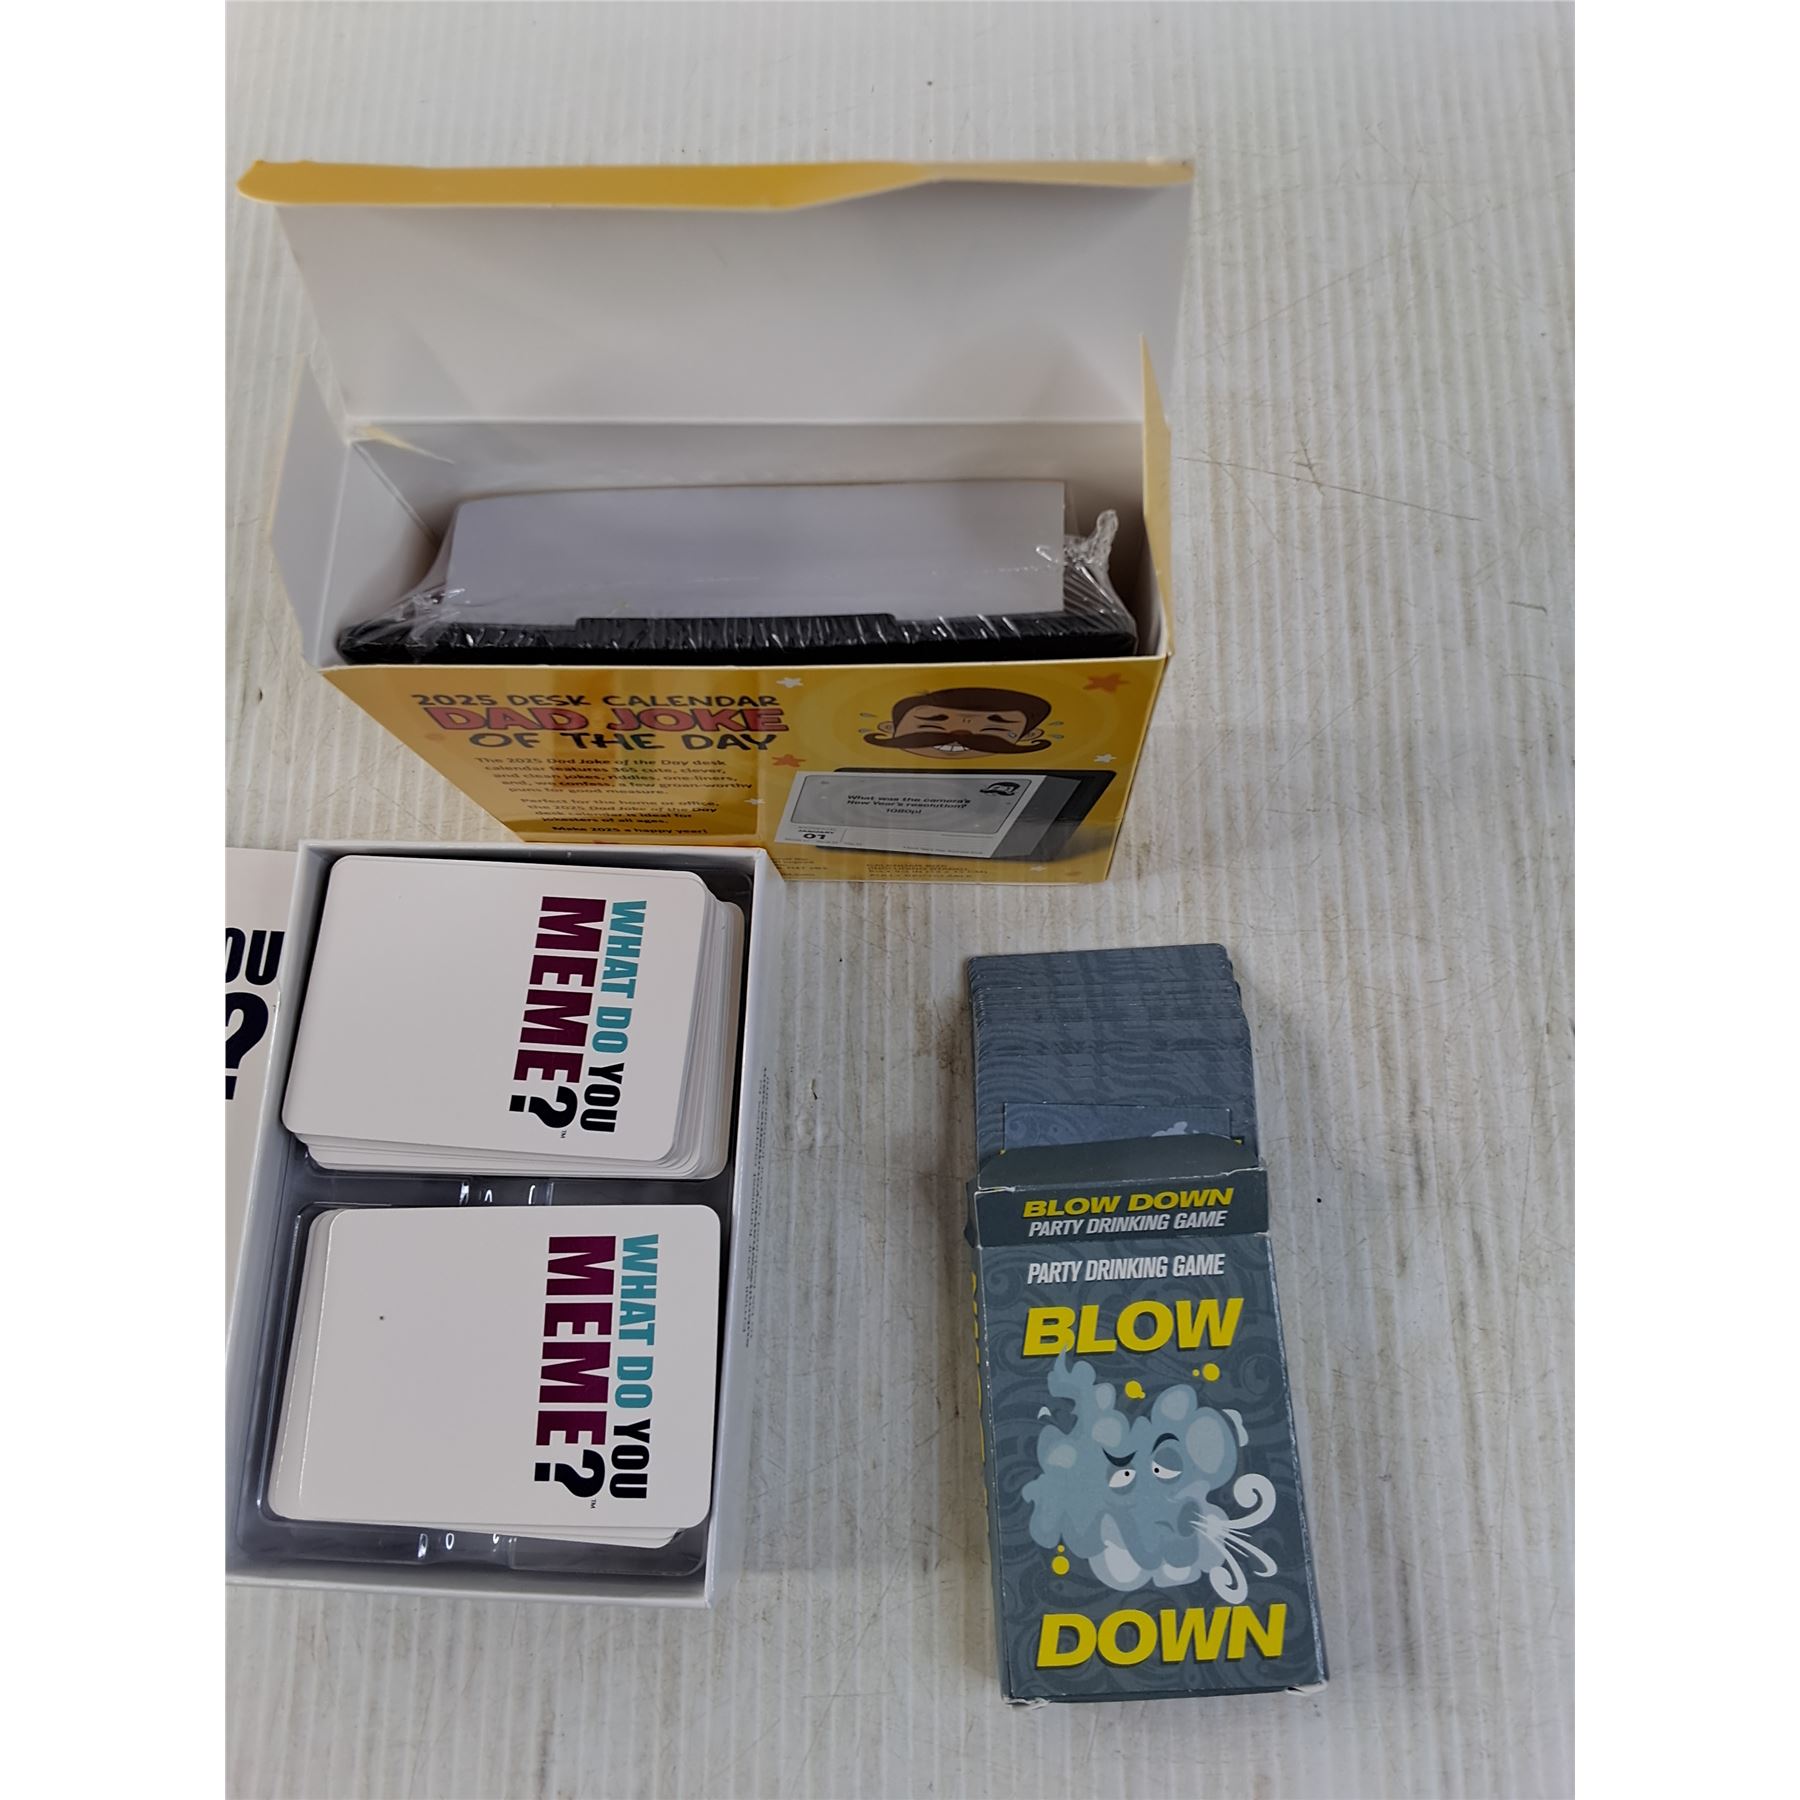 2025 DESK CALENDAR
DAD JOKE
OF THE DAY
The 2025 Dad Joke of the Day desk
calendar features 365 cute, clever,
and clean jokes, riddles, one-liners,
and, we confess, a few groan-worthy
puns for good measure.
Perfect for the home or office,
the 2025 Dad Joke of the Day
desk calendar is ideal for
jokesters of all ages.
Make 2025 a happy year!
What was the camera's
New Year's resolution?
1080p!
JANUARY
01
OU
?
WHAT DO YOU
MEME?
TM
WHAT DO YOU
MEME?
TM
BLOW DOWN
PARTY DRINKING GAME
PARTY DRINKING GAME
BLOW
DOWN